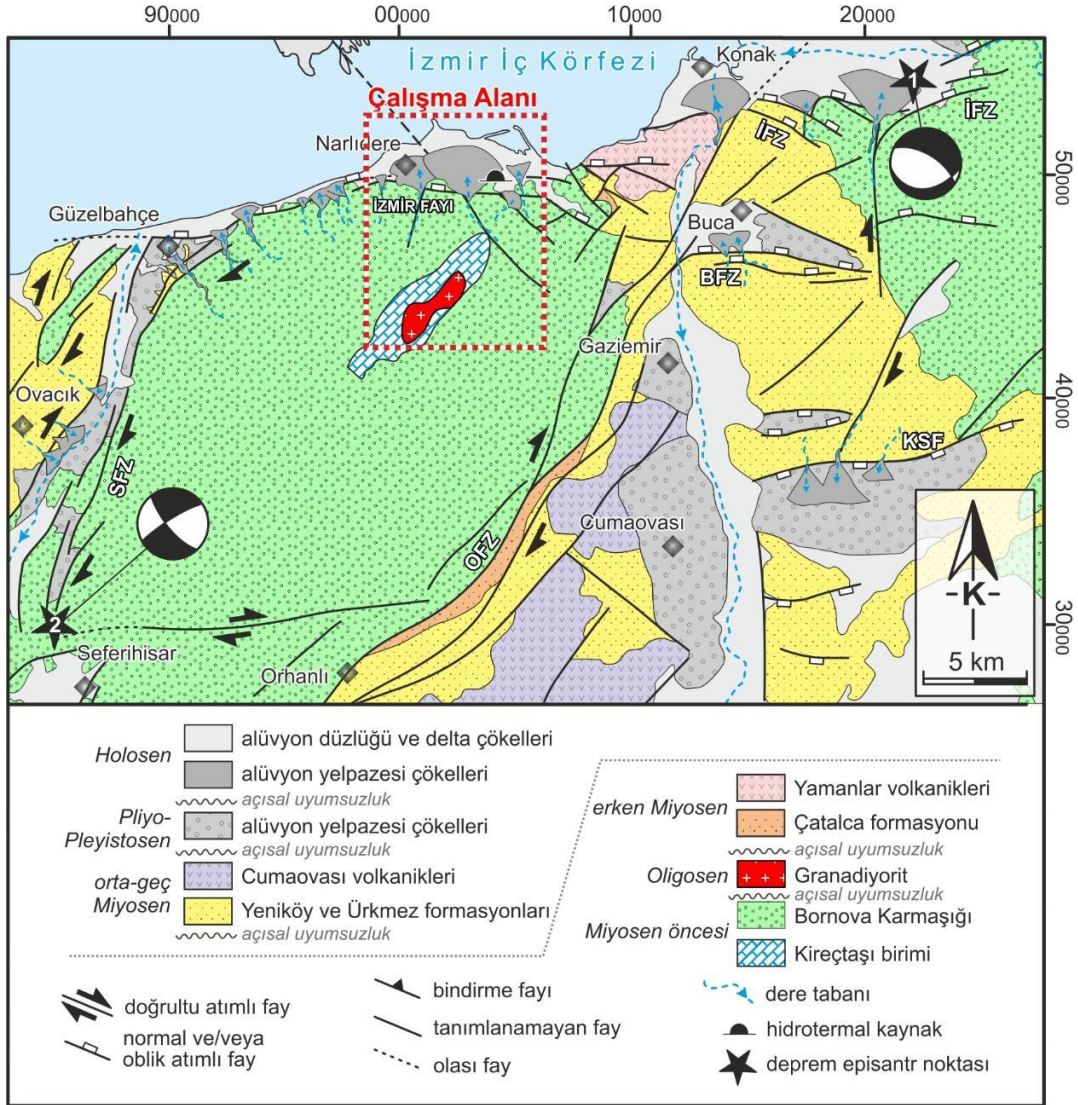 90000
00000
10000
20000
İzmir İç Körfezi
Konak
1
Çalışma Alanı
İFZ
Narlıdere
İFZ
50000
İZMİR FAYI
Güzelbahçe
Buca
BFZ
Gaziemir
Ovacık
40000
KSF
SFZ
Cumaovası
OFZ
-K-
2
30000
Seferihisar
Orhanlı
5 km
Holosen
alüvyon düzlüğü ve delta çökelleri
alüvyon yelpazesi çökelleri
açısal uyumsuzluk
Pliyo-
Pleyistosen
alüvyon yelpazesi çökelleri
açısal uyumsuzluk
orta-geç
Miyosen
Cumaovası volkanikleri
Yeniköy ve Ürkmez formasyonları
açısal uyumsuzluk
erken Miyosen
Yamanlar volkanikleri
Çatalca formasyonu
açısal uyumsuzluk
Oligosen
Granadiyorit
açısal uyumsuzluk
Miyosen öncesi
Bornova Karmaşığı
Kireçtaşı birimi
doğrultu atımlı fay
normal ve/veya
oblik atımlı fay
bindirme fayı
tanımlanamayan fay
olası fay
dere tabanı
hidrotermal kaynak
deprem episantr noktası